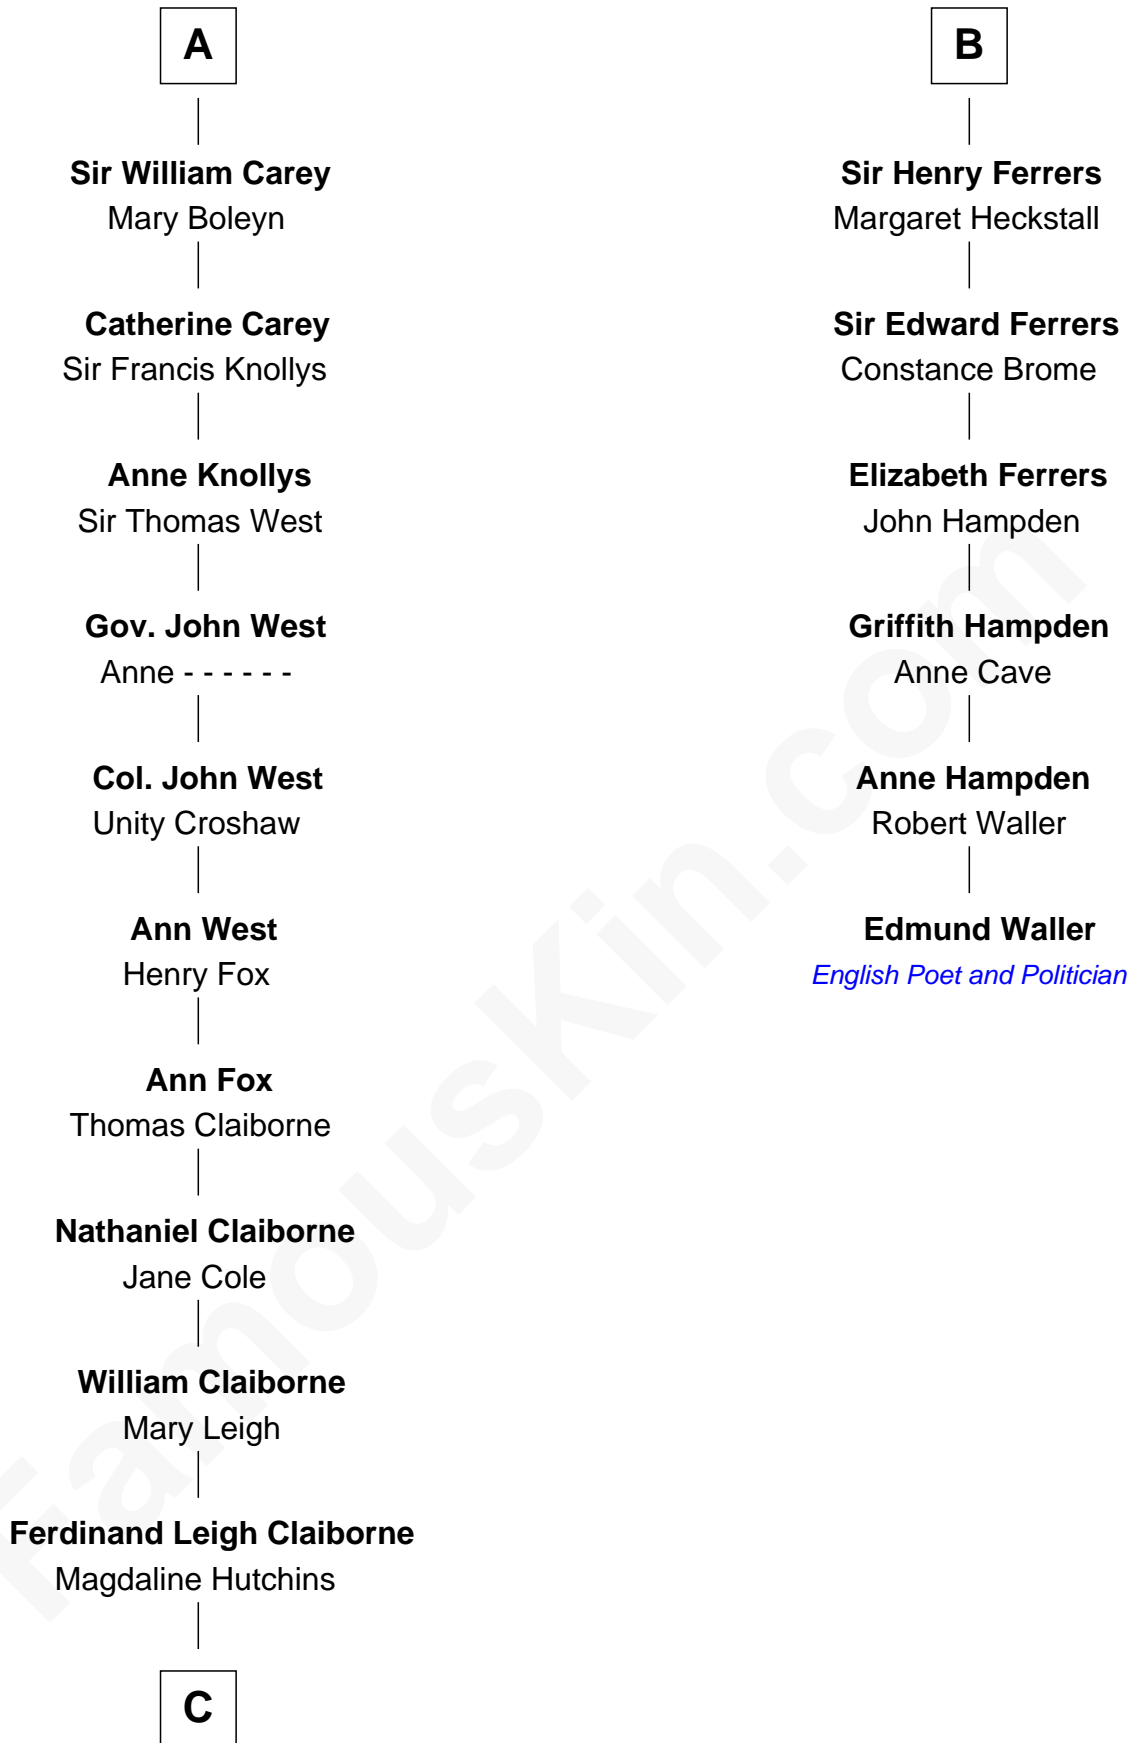 A
Sir William Carey
Mary Boleyn
Catherine Carey
Sir Francis Knollys
Anne Knollys
Sir Thomas West
Gov. John West
Anne - - - - - -
Col. John West
Unity Croshaw
Ann West
Henry Fox
Ann Fox
Thomas Claiborne
Nathaniel Claiborne
Jane Cole
William Claiborne
Mary Leigh
Ferdinand Leigh Claiborne
Magdaline Hutchins
C
B
Sir Henry Ferrers
Margaret Heckstall
Sir Edward Ferrers
Constance Brome
Elizabeth Ferrers
John Hampden
Griffith Hampden
Anne Cave
Anne Hampden
Robert Waller
Edmund Waller
English Poet and Politician
FamousKin.com